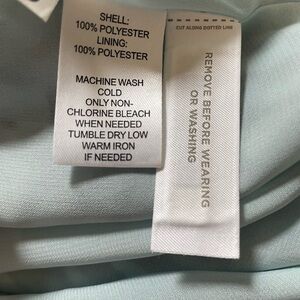 SHELL:
100% POLYESTER
LINING:
100% POLYESTER
MACHINE WASH
COLD
ONLY NON-
CHLORINE BLEACH
WHEN NEEDED
TUMBLE DRY LOW
WARM IRON
IF NEEDED
CUT ALONG DOTTED LINE
REMOVE BEFORE WEARING
OR WASHING